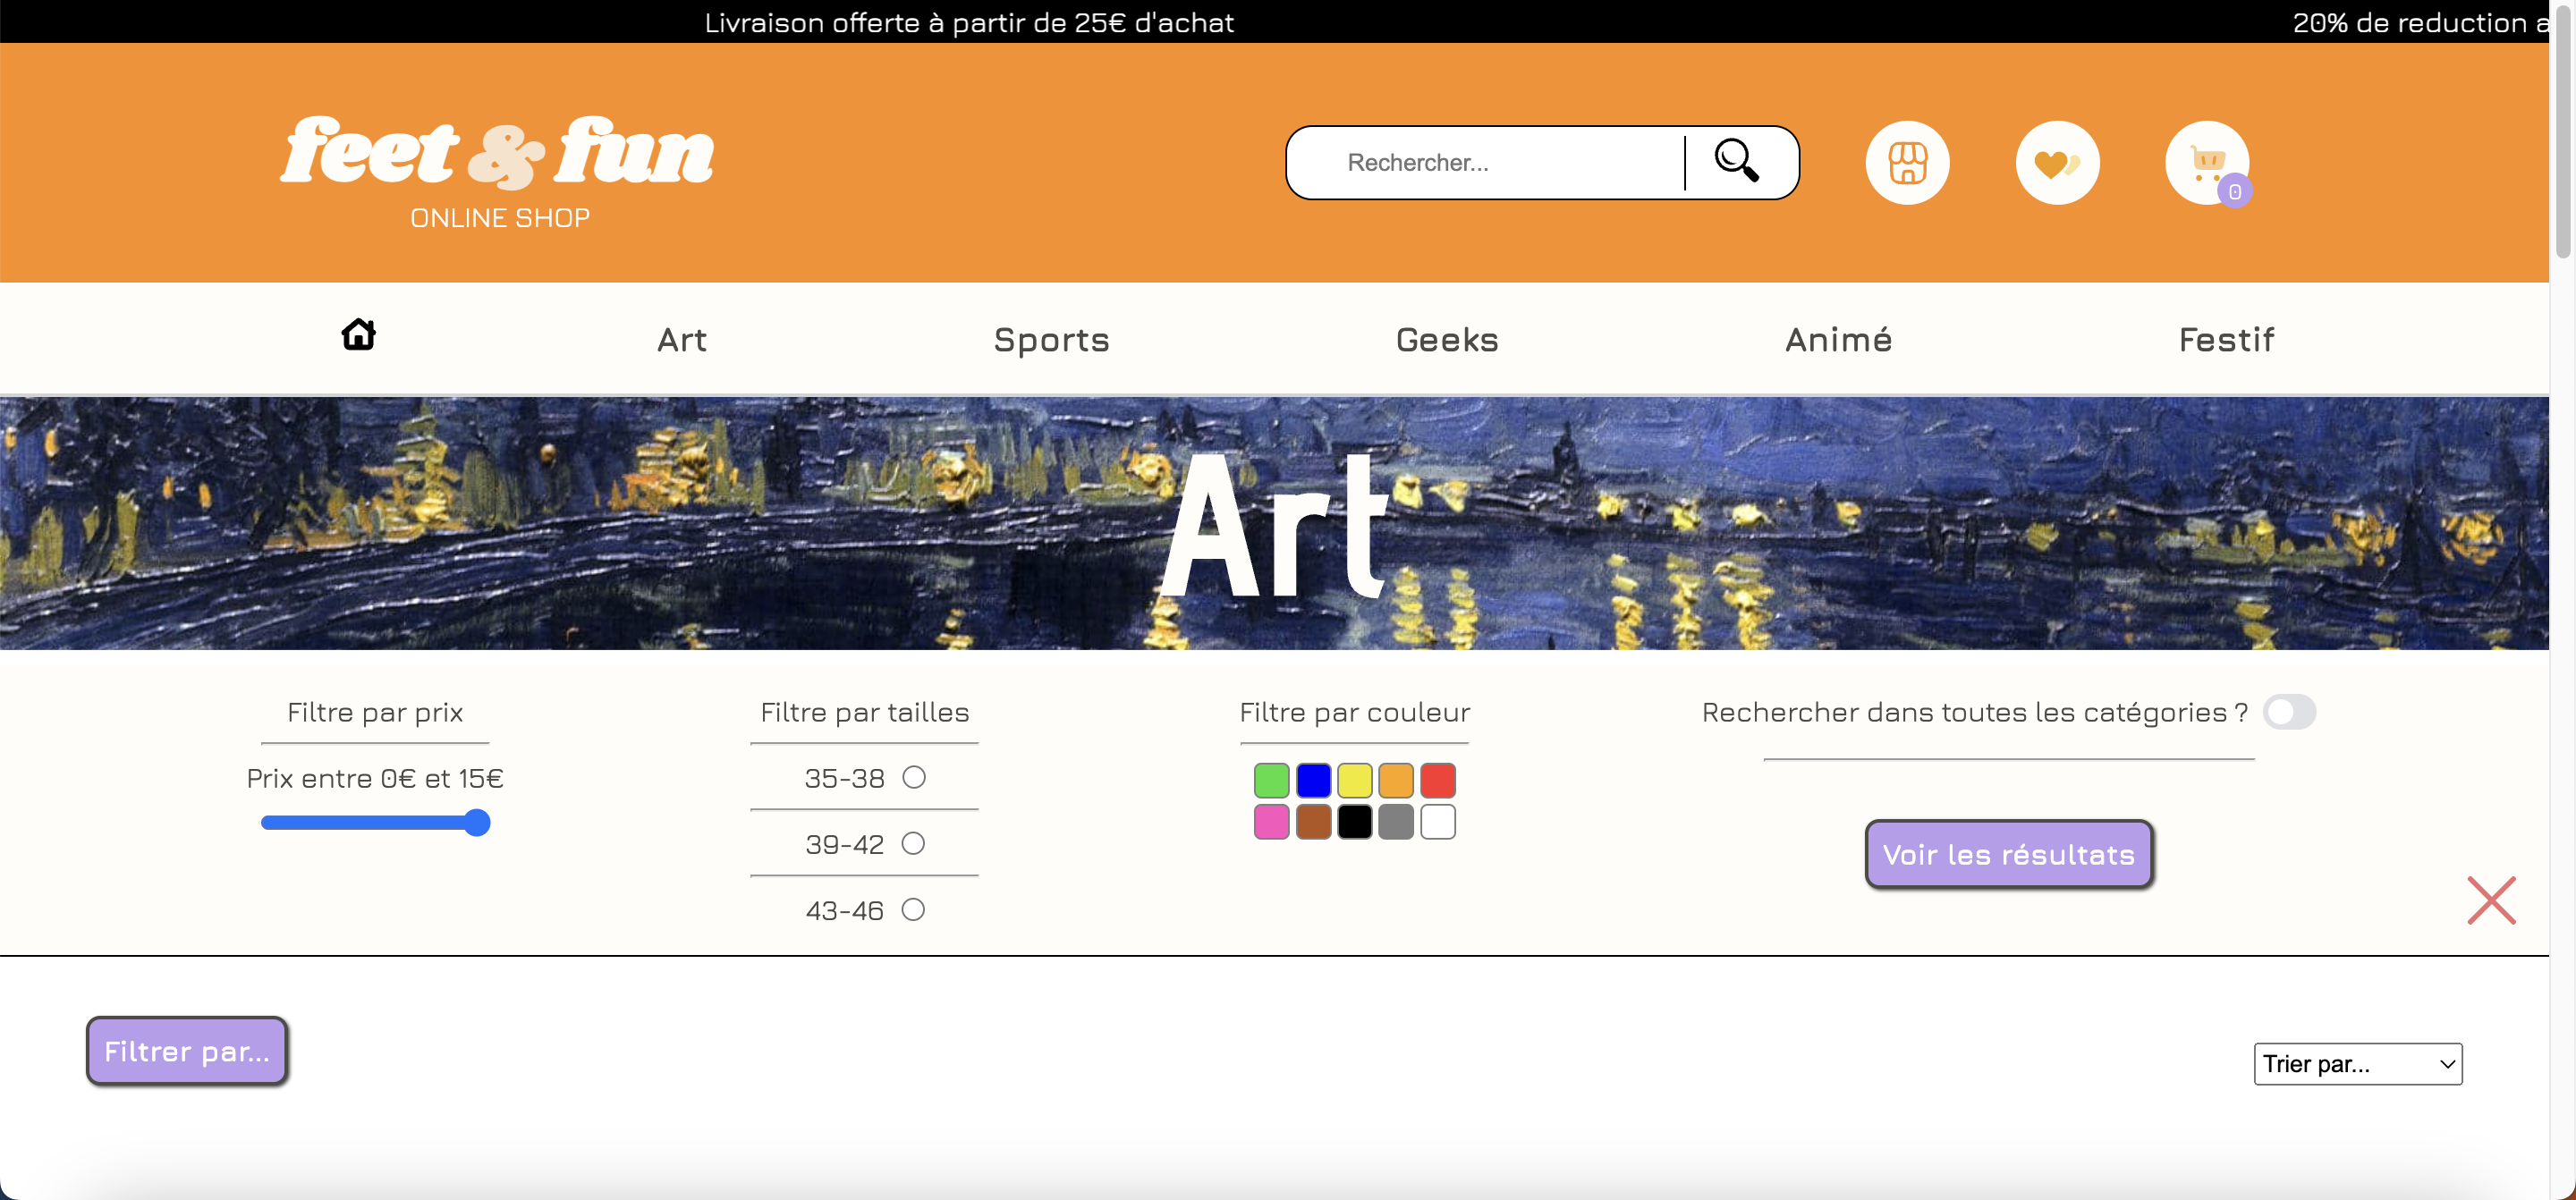 Livraison offerte à partir de 25€ d'achat
20% de reduction a
feet & fun
ONLINE SHOP
Rechercher...
0
Art
Sports
Geeks
Animé
Festif
Art
Filtre par prix
Prix entre 0€ et 15€
Filtre par tailles
35-38
39-42
43-46
Filtre par couleur
Rechercher dans toutes les catégories ?
Voir les résultats
Filtrer par...
Trier par...